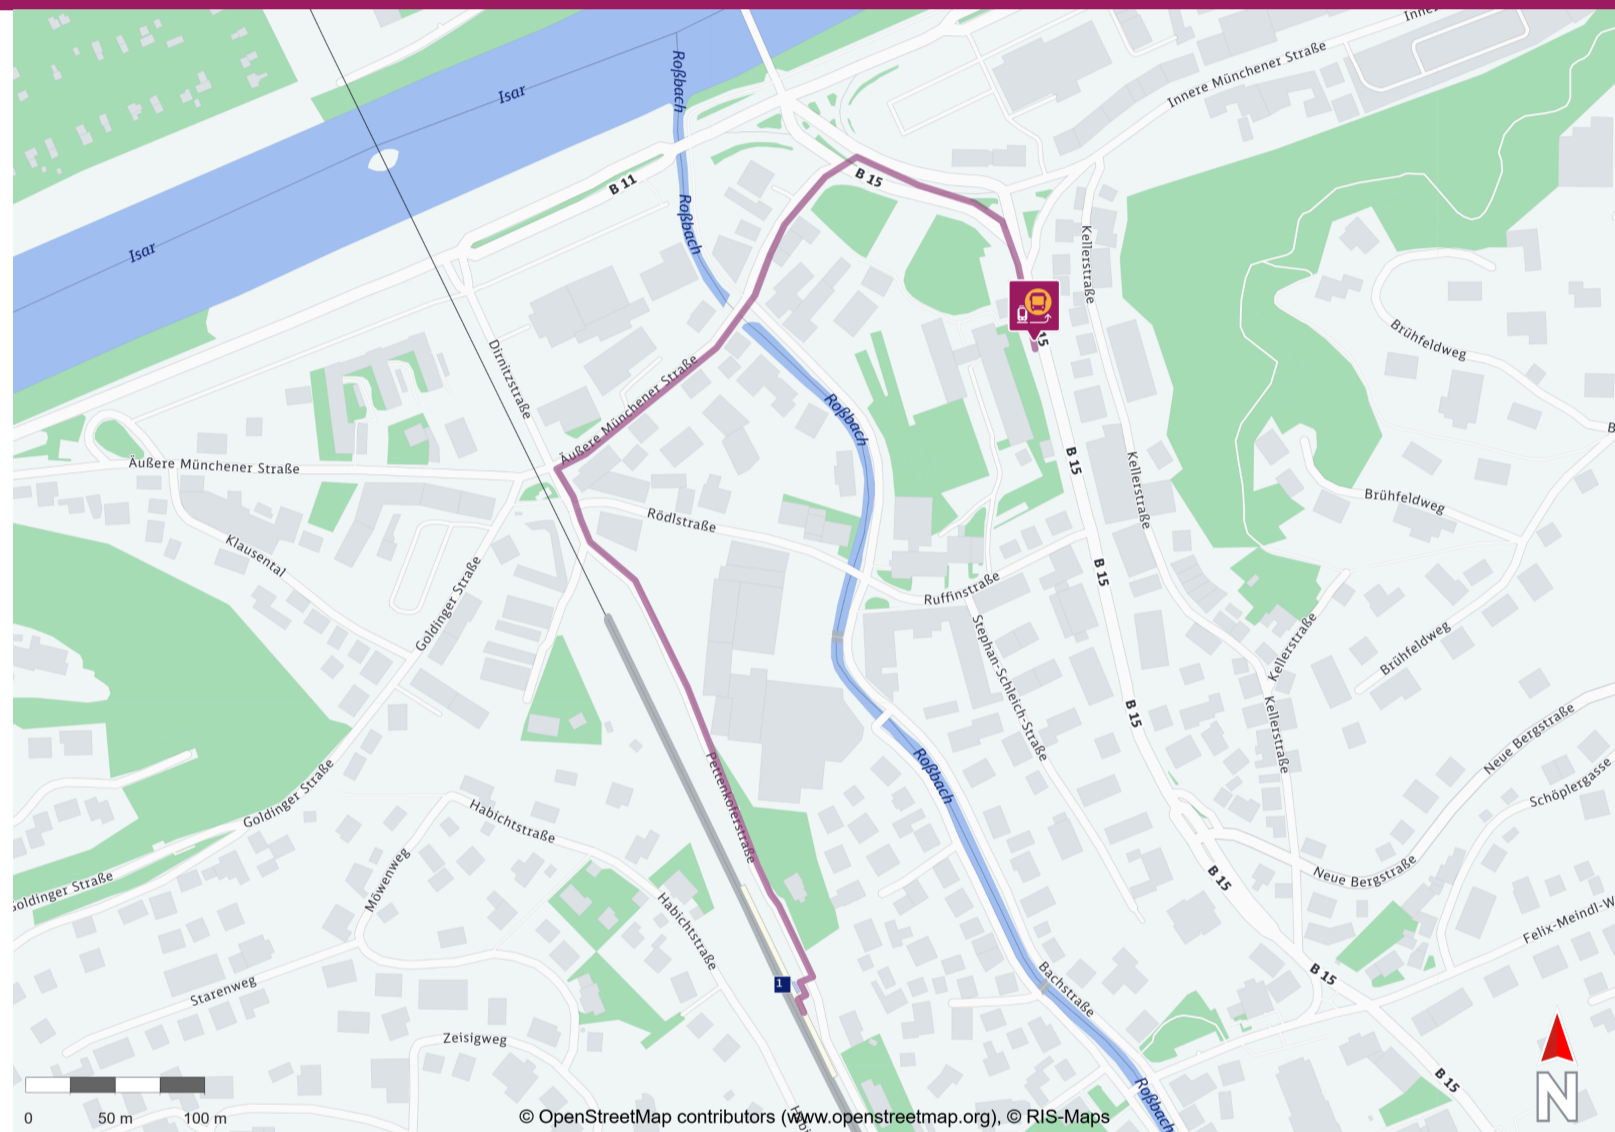 Innere
Roßbach
Isar
Innere Münchener Straße
B 11
B 15
Roßbach
Isar
Kellerstraße
15
Brühfeldweg
Dirnitzstraße
Äußere Münchener Straße
Roßbach
Äußere Münchener Straße
B 15
Kellerstraße
Brühfeldweg
Rödlstraße
Klausental
Goldinger Straße
B 15
Ruffinstraße
Stephan-Schleich-Straße
Kellerstraße
Brühfeldweg
B 15
Kellerstraße
Neue Bergstraße
Roßbach
Pettenkoferstraße
Goldinger Straße
Schöplergasse
Habichtstraße
Möwenweg
Neue Bergstraße
B 15
Goldinger Straße
Habichtstraße
Felix-Meindl-W
B 15
Starenweg
1
Bachstraße
Zeisigweg
B 15
Roßbach
N
0 50 m 100 m
© OpenStreetMap contributors (www.openstreetmap.org), © RIS-Maps